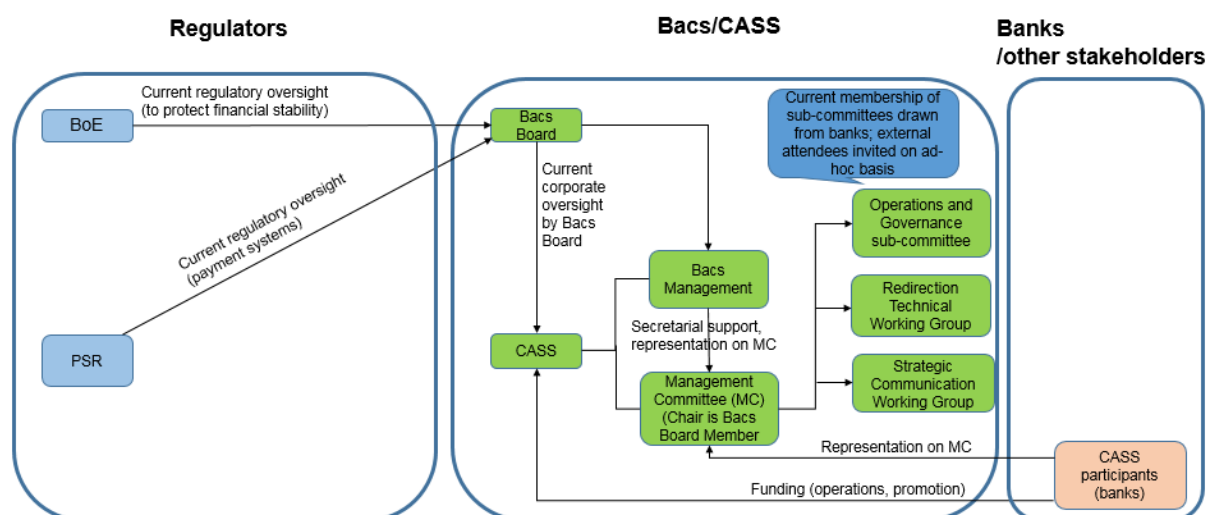 Regulators
Bacs/CASS
Banks
/other stakeholders
Current regulatory oversight
(to protect financial stability)
BoE
Bacs
Board
Current membership of
sub-committees drawn
from banks; external
attendees invited on ad-
hoc basis
Current regulatory oversight
(payment systems)
Current
corporate
oversight
by Bacs
Board
Operations and
Governance
sub-committee
Bacs
Management
Redirection
Technical
Working Group
Secretarial support,
representation on MC
PSR
CASS
Strategic
Communication
Working Group
Management
Committee (MC)
(Chair is Bacs
Board Member
Representation on MC
CASS
participants
(banks)
Funding (operations, promotion)